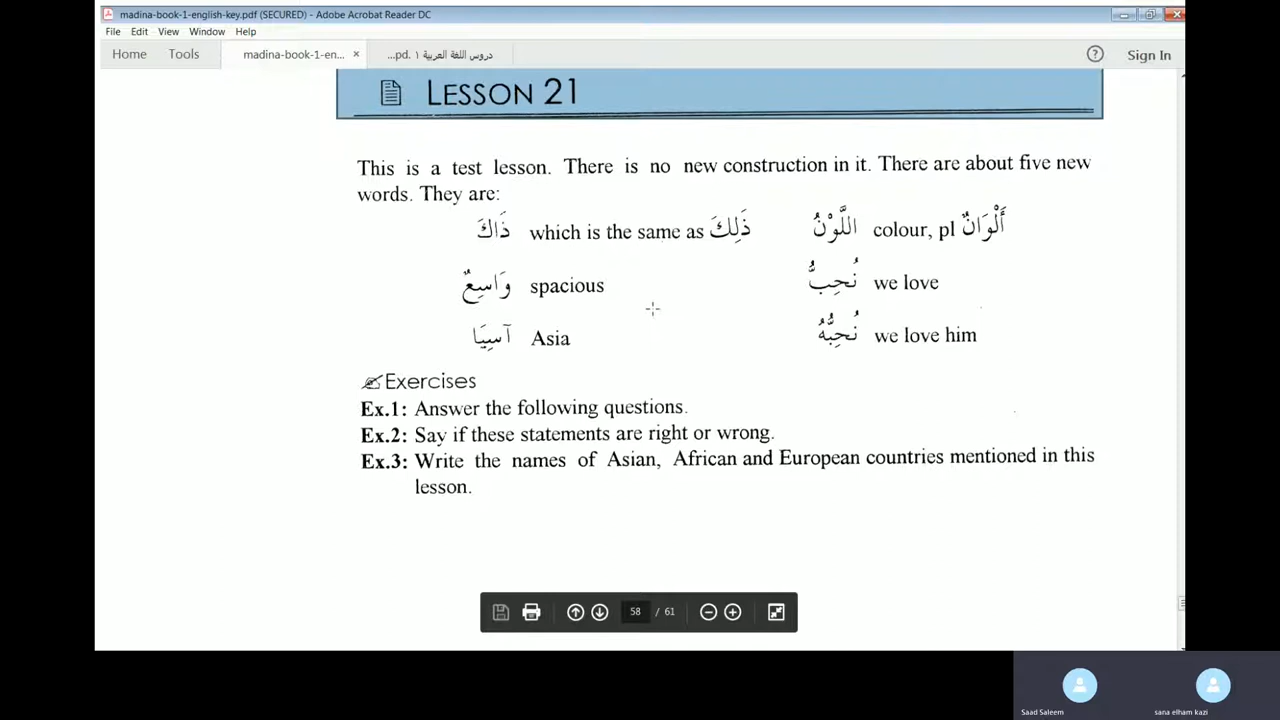 madina-book-1-english-key.pdf (SECURED) - Adobe Acrobat Reader DC
File Edit View Window Help
Home Tools madina-book-1-en... × ...pd. دروس اللغة العربية ١ ? Sign In
LESSON 21
This is a test lesson. There is no new construction in it. There are about five new
words. They are:
ذَاكَ which is the same as ذَلِكَ اللَّوْنُ colour, pl أَلْوَانٌ
وَاسِعٌ spacious نُحِبُّ we love
آسِيَا Asia نُحِبُّهُ we love him
Exercises
Ex.1: Answer the following questions.
Ex.2: Say if these statements are right or wrong.
Ex.3: Write the names of Asian, African and European countries mentioned in this
lesson.
58 / 61
Saad Saleem sana elham kazi